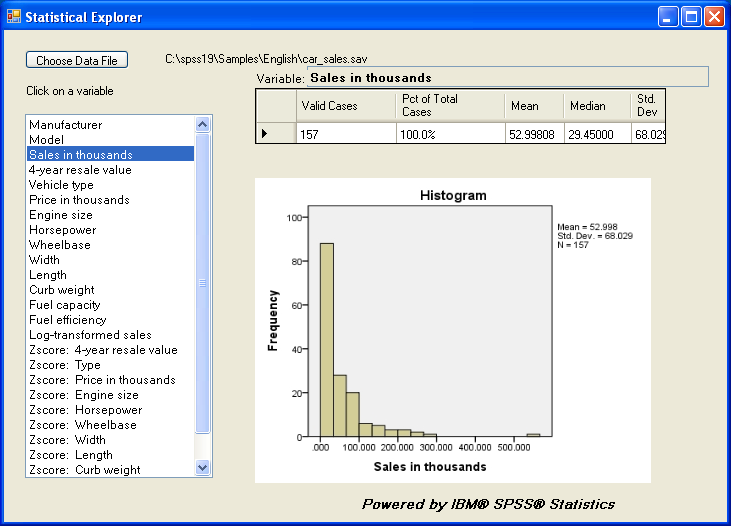 Statistical Explorer
Choose Data File
C:\spss19\Samples\English\car_sales.sav
Click on a variable
Manufacturer
Model
Sales in thousands
4-year resale value
Vehicle type
Price in thousands
Engine size
Horsepower
Wheelbase
Width
Length
Curb weight
Fuel capacity
Fuel efficiency
Log-transformed sales
Zscore: 4-year resale value
Zscore: Type
Zscore: Price in thousands
Zscore: Engine size
Zscore: Horsepower
Zscore: Wheelbase
Zscore: Width
Zscore: Length
Zscore: Curb weight
Variable: Sales in thousands
Valid Cases Pct of Total Cases Mean Median Std. Dev
157 100.0% 52.99808 29.45000 68.029
Histogram
Mean = 52.998
Std. Dev. = 68.029
N = 157
Frequency
100
80
60
40
20
0
.000 100.000 200.000 300.000 400.000 500.000
Sales in thousands
Powered by IBM® SPSS® Statistics